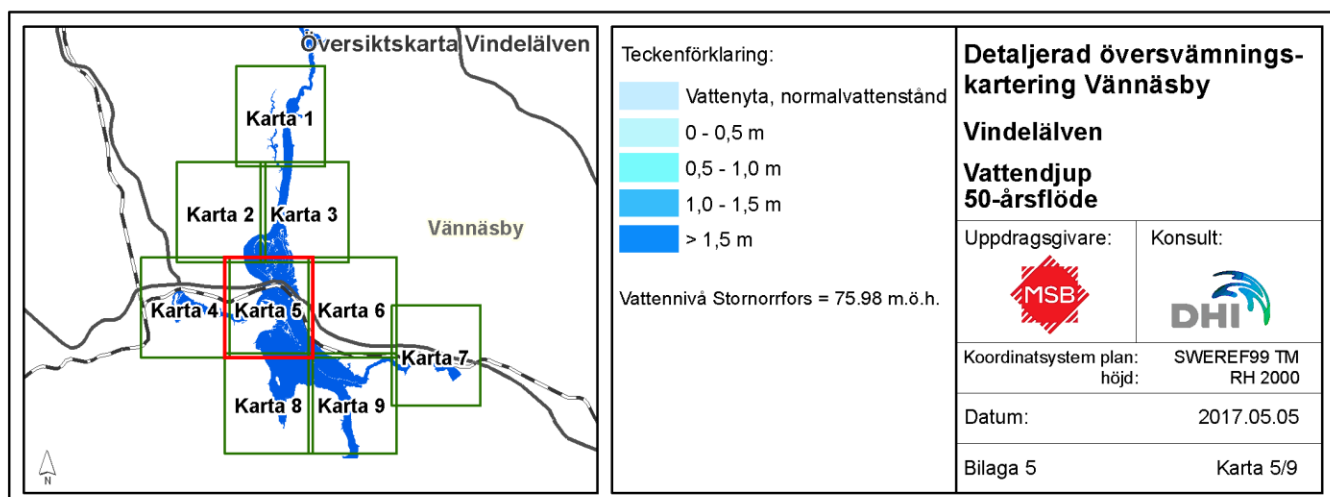 Översiktskarta Vindelälven
Karta 1
Karta 2
Karta 3
Vännäsby
Karta 4
Karta 5
Karta 6
Karta 7
Karta 8
Karta 9
N
Teckenförklaring:
Vattenyta, normalvattenstånd
0 - 0,5 m
0,5 - 1,0 m
1,0 - 1,5 m
> 1,5 m
Vattennivå Stornorrfors = 75.98 m.ö.h.
Detaljerad översvämnings-
kartering Vännäsby
Vindelälven
Vattendjup
50-årsflöde
Uppdragsgivare:
MSB
Konsult:
DHI
Koordinatsystem plan: SWEREF99 TM
höjd: RH 2000
Datum: 2017.05.05
Bilaga 5 Karta 5/9